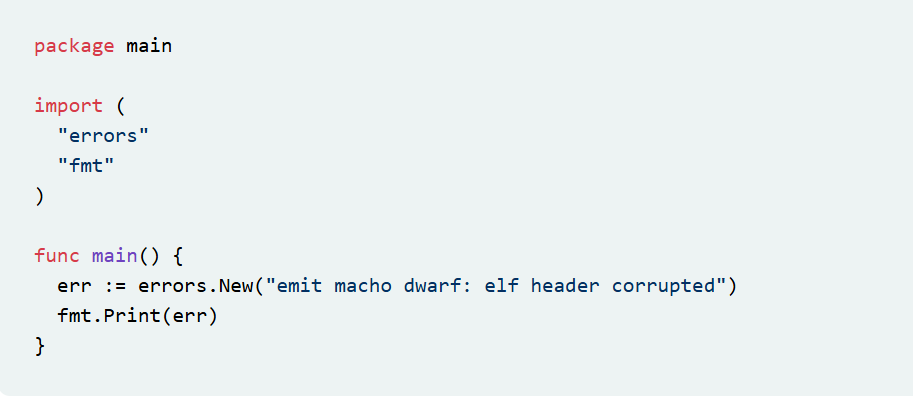 package main
import (
"errors"
"fmt"
)
func main() {
err := errors.New("emit macho dwarf: elf header corrupted")
fmt.Print(err)
}